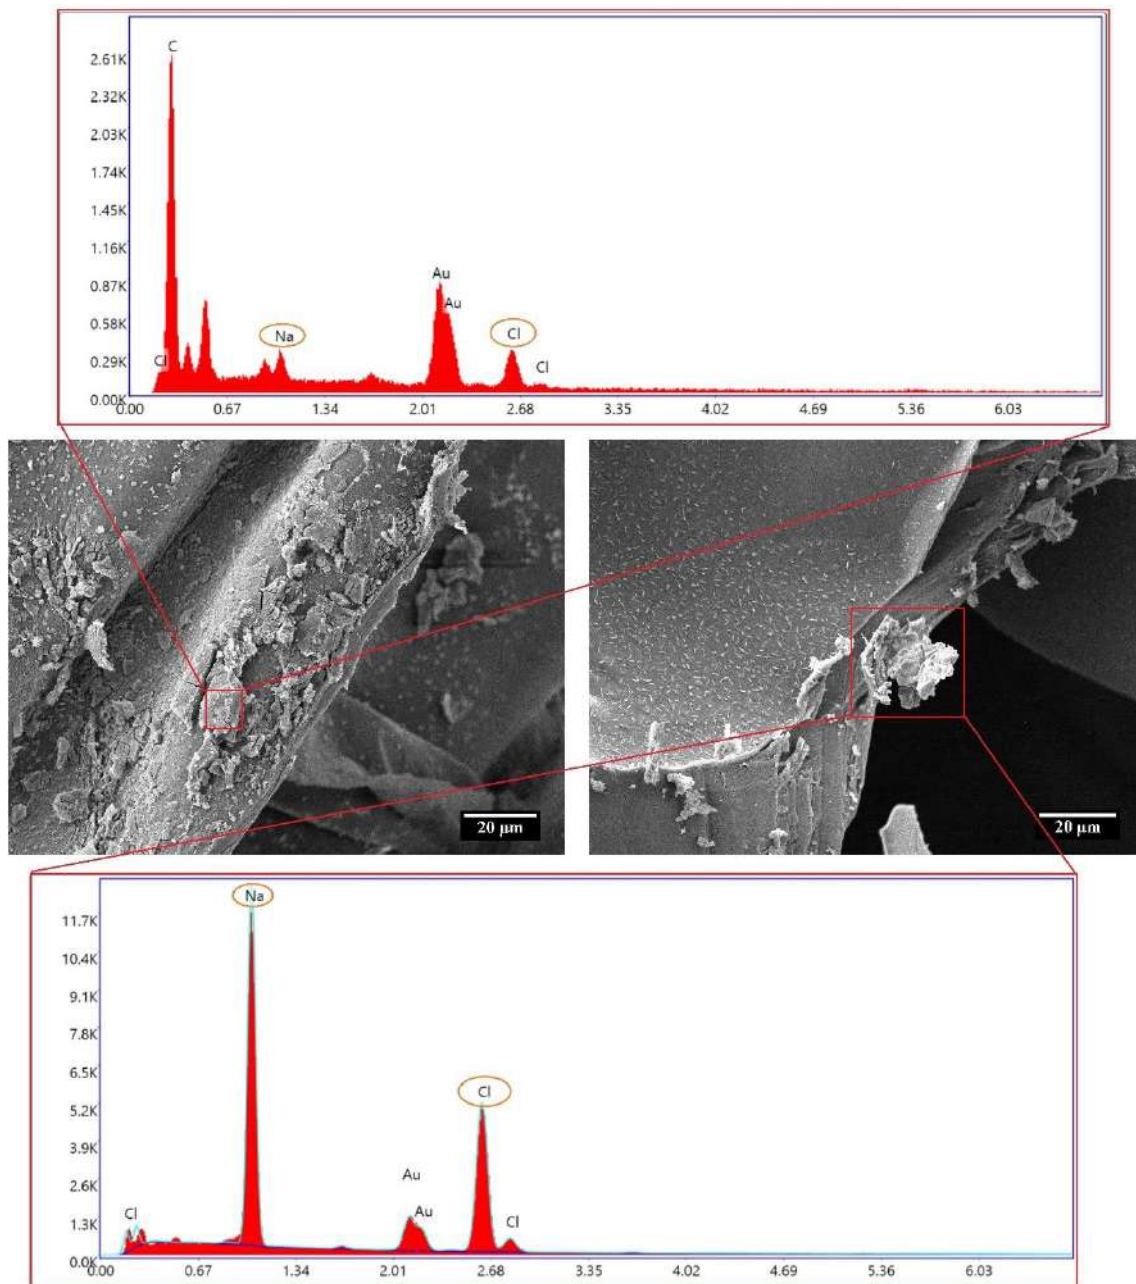 C
2.61K
2.32K
2.03K
1.74K
1.45K
1.16K
0.87K
0.58K
0.29K
0.00K
Au
Au
Na
Cl
Cl
Cl
0.00 0.67 1.34 2.01 2.68 3.35 4.02 4.69 5.36 6.03
20 µm
20 µm
Na
11.7K
10.4K
9.1K
7.8K
6.5K
5.2K
3.9K
2.6K
1.3K
0.0K
Cl
Au
Au
Cl
Cl
0.00 0.67 1.34 2.01 2.68 3.35 4.02 4.69 5.36 6.03